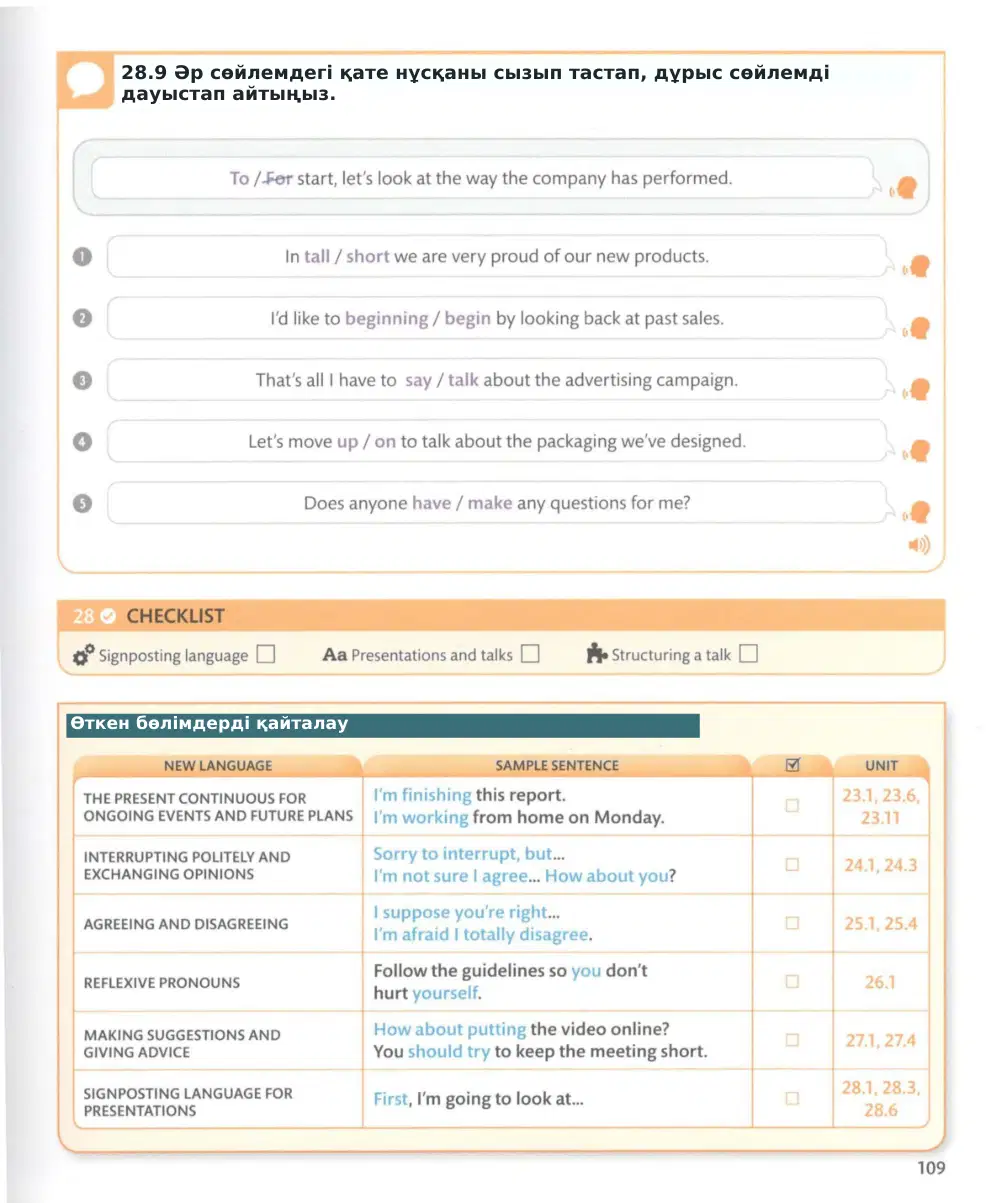 28.9 Әр сөйлемдегі қате нұсқаны сызып тастап, дұрыс сөйлемді
дауыстап айтыңыз.
To / For start, let's look at the way the company has performed.
1 In tall / short we are very proud of our new products.
2 I'd like to beginning / begin by looking back at past sales.
3 That's all I have to say / talk about the advertising campaign.
4 Let's move up / on to talk about the packaging we've designed.
5 Does anyone have / make any questions for me?
28 CHECKLIST
Signposting language Aa Presentations and talks Structuring a talk
Өткен бөлімдерді қайталау
NEW LANGUAGE SAMPLE SENTENCE UNIT
THE PRESENT CONTINUOUS FOR
ONGOING EVENTS AND FUTURE PLANS
I'm finishing this report.
I'm working from home on Monday.
23.1, 23.6,
23.11
INTERRUPTING POLITELY AND
EXCHANGING OPINIONS
Sorry to interrupt, but...
I'm not sure I agree... How about you?
24.1, 24.3
AGREEING AND DISAGREEING
I suppose you're right...
I'm afraid I totally disagree.
25.1, 25.4
REFLEXIVE PRONOUNS
Follow the guidelines so you don't
hurt yourself.
26.1
MAKING SUGGESTIONS AND
GIVING ADVICE
How about putting the video online?
You should try to keep the meeting short.
27.1, 27.4
SIGNPOSTING LANGUAGE FOR
PRESENTATIONS
First, I'm going to look at...
28.1, 28.3,
28.6
109